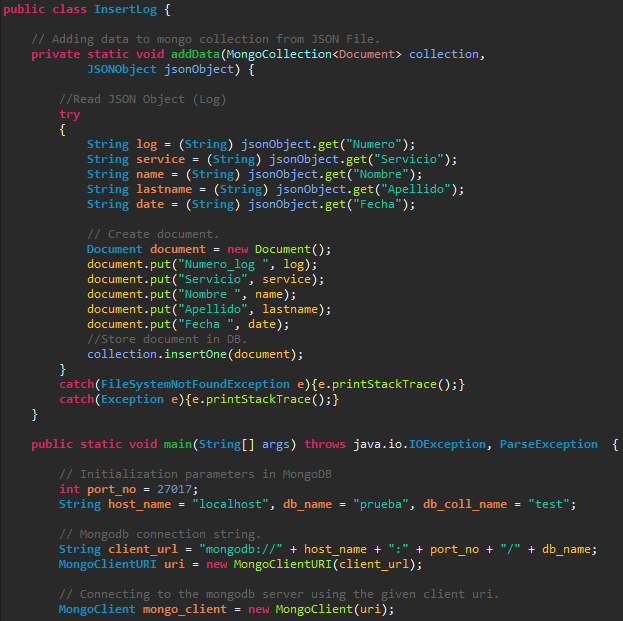 public class InsertLog {
// Adding data to mongo collection from JSON File.
private static void addData(MongoCollection<Document> collection,
JSONObject jsonObject) {
//Read JSON Object (Log)
try
{
String log = (String) jsonObject.get("Numero");
String service = (String) jsonObject.get("Servicio");
String name = (String) jsonObject.get("Nombre");
String lastname = (String) jsonObject.get("Apellido");
String date = (String) jsonObject.get("Fecha");
// Create document.
Document document = new Document();
document.put("Numero_log ", log);
document.put("Servicio", service);
document.put("Nombre ", name);
document.put("Apellido", lastname);
document.put("Fecha ", date);
//Store document in DB.
collection.insertOne(document);
}
catch(FileSystemNotFoundException e){e.printStackTrace();}
catch(Exception e){e.printStackTrace();}
}
public static void main(String[] args) throws java.io.IOException, ParseException  {
// Initialization parameters in MongoDB
int port_no = 27017;
String host_name = "localhost", db_name = "prueba", db_coll_name = "test";
// Mongodb connection string.
String client_url = "mongodb://" + host_name + ":" + port_no + "/" + db_name;
MongoClientURI uri = new MongoClientURI(client_url);
// Connecting to the mongodb server using the given client uri.
MongoClient mongo_client = new MongoClient(uri);